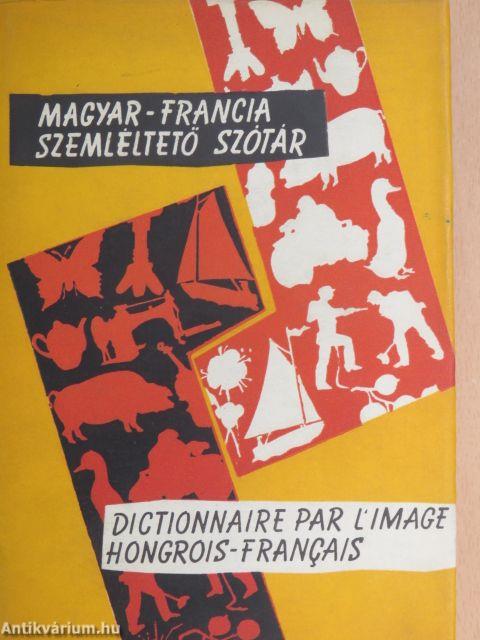 MAGYAR-FRANCIA
SZEMLÉLTETŐ SZÓTÁR
DICTIONNAIRE PAR L'IMAGE
HONGROIS-FRANÇAIS
Antikvárium.hu